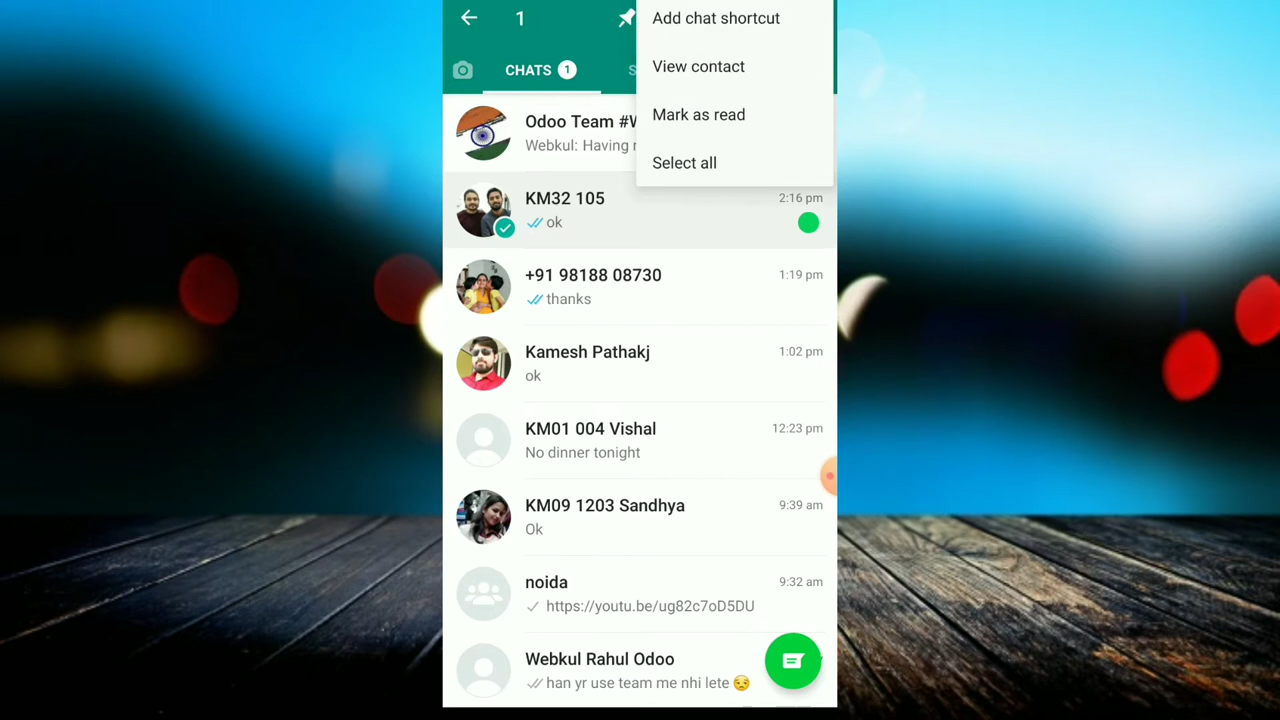 1
Add chat shortcut
CHATS 1
View contact
Mark as read
Select all
Odoo Team
Webkul: Having
KM32 105
2:16 pm
ok
+91 98188 08730
1:19 pm
thanks
Kamesh Pathakj
1:02 pm
ok
KM01 004 Vishal
12:23 pm
No dinner tonight
KM09 1203 Sandhya
9:39 am
Ok
noida
9:32 am
https://youtu.be/ug82c7oD5DU
Webkul Rahul Odoo
han yr use team me nhi lete 😒